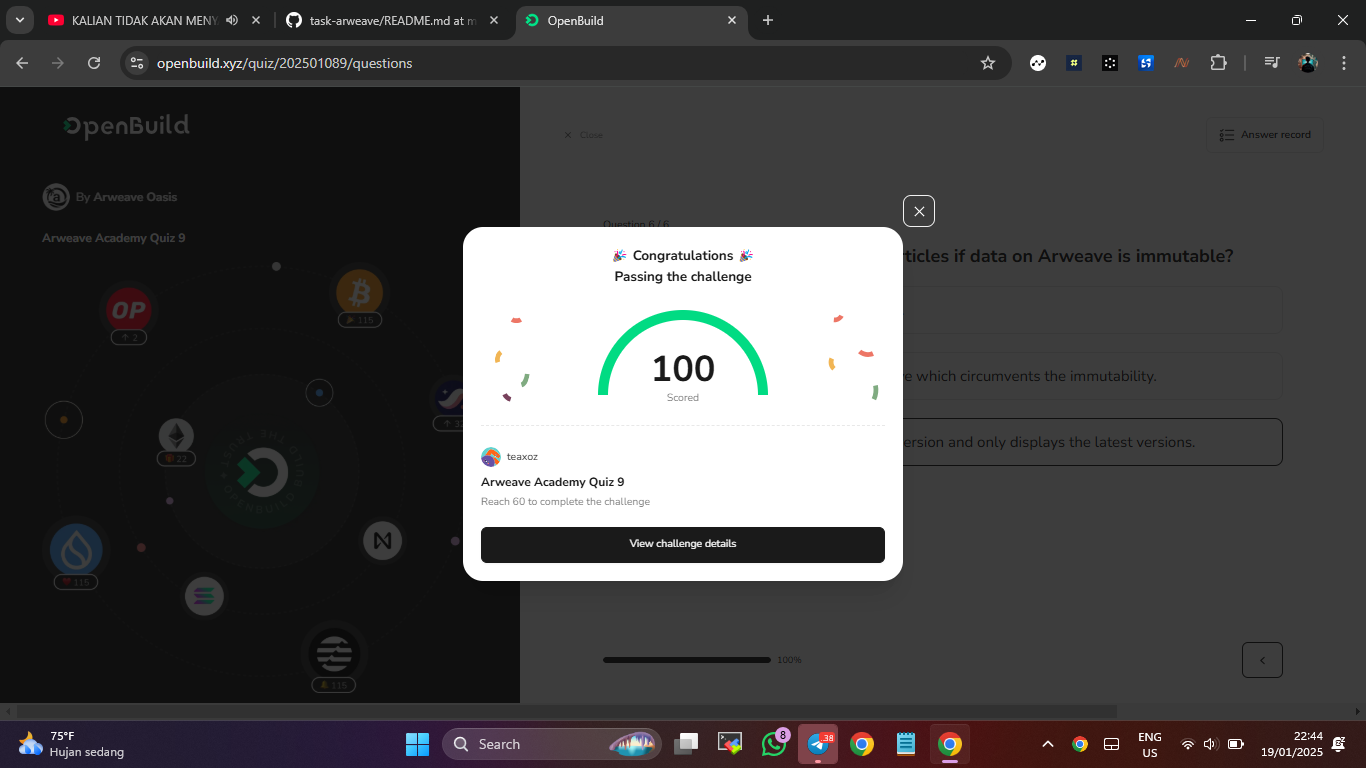 KALIAN TIDAK AKAN MENY
task-arweave/README.md at m
OpenBuild
openbuild.xyz/quiz/202501089/questions
OpenBuild
By Arweave Oasis
Arweave Academy Quiz 9
OP
2
115
22
115
115
Close
Answer record
Question 6 / 6
ticles if data on Arweave is immutable?
which circumvents the immutability.
ersion and only displays the latest versions.
100%
Congratulations
Passing the challenge
100
Scored
teaxoz
Arweave Academy Quiz 9
Reach 60 to complete the challenge
View challenge details
75°F
Hujan sedang
Search
8
38
ENG
US
22:44
19/01/2025